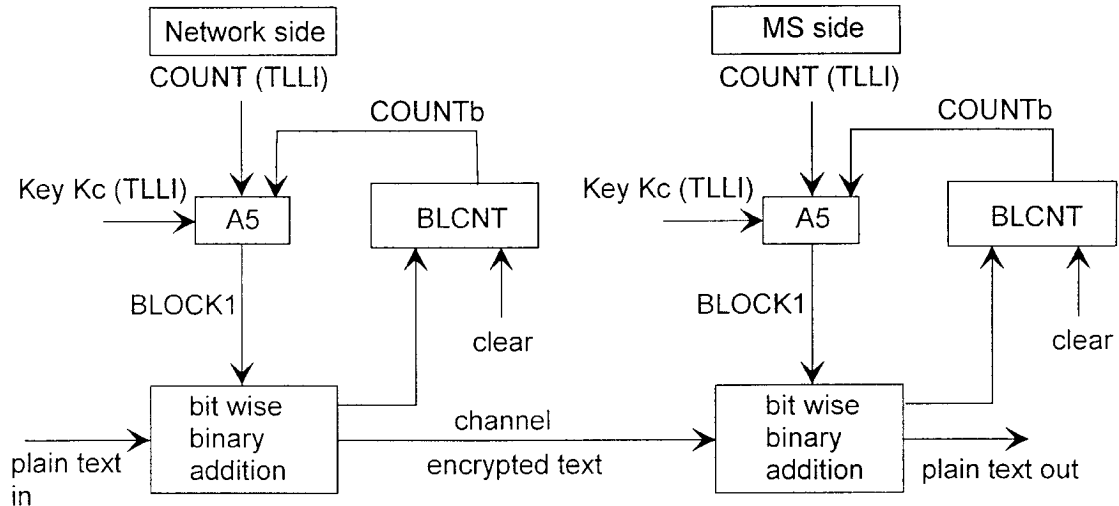 Network side
COUNT (TLLI)
COUNTb
Key Kc (TLLI)
A5
BLCNT
BLOCK1
clear
bit wise
binary
addition
plain text
in
channel
encrypted text
MS side
COUNT (TLLI)
COUNTb
Key Kc (TLLI)
A5
BLCNT
BLOCK1
clear
bit wise
binary
addition
plain text out